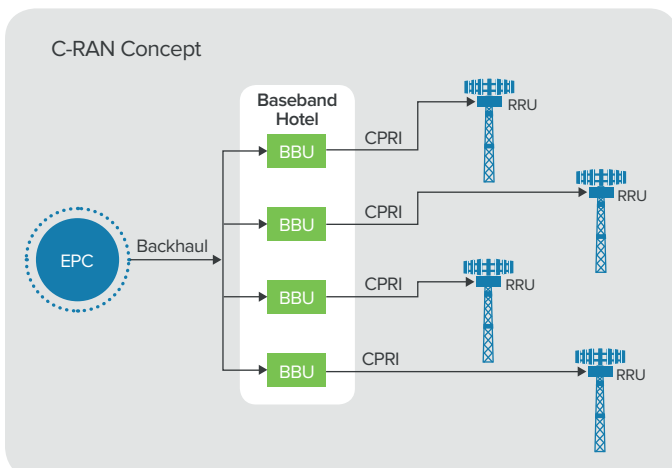 C-RAN Concept
Baseband
Hotel
BBU
CPRI
RRU
BBU
CPRI
RRU
EPC
Backhaul
BBU
CPRI
RRU
BBU
CPRI
RRU